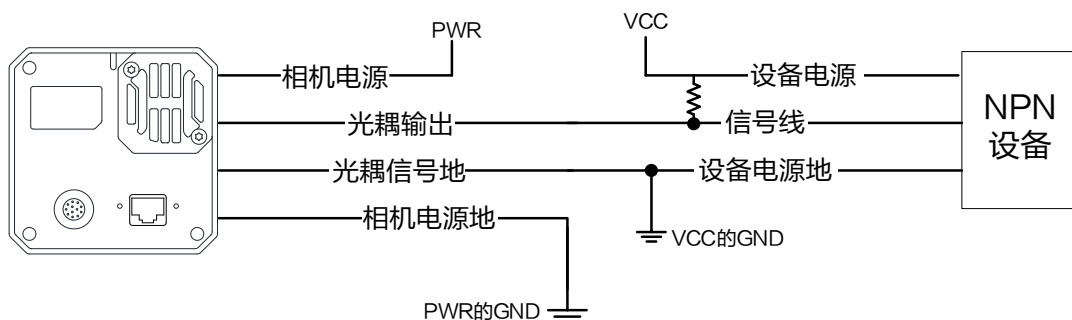 PWR
VCC
相机电源
设备电源
光耦输出
信号线
NPN
设备
光耦信号地
设备电源地
相机电源地
VCC的GND
PWR的GND